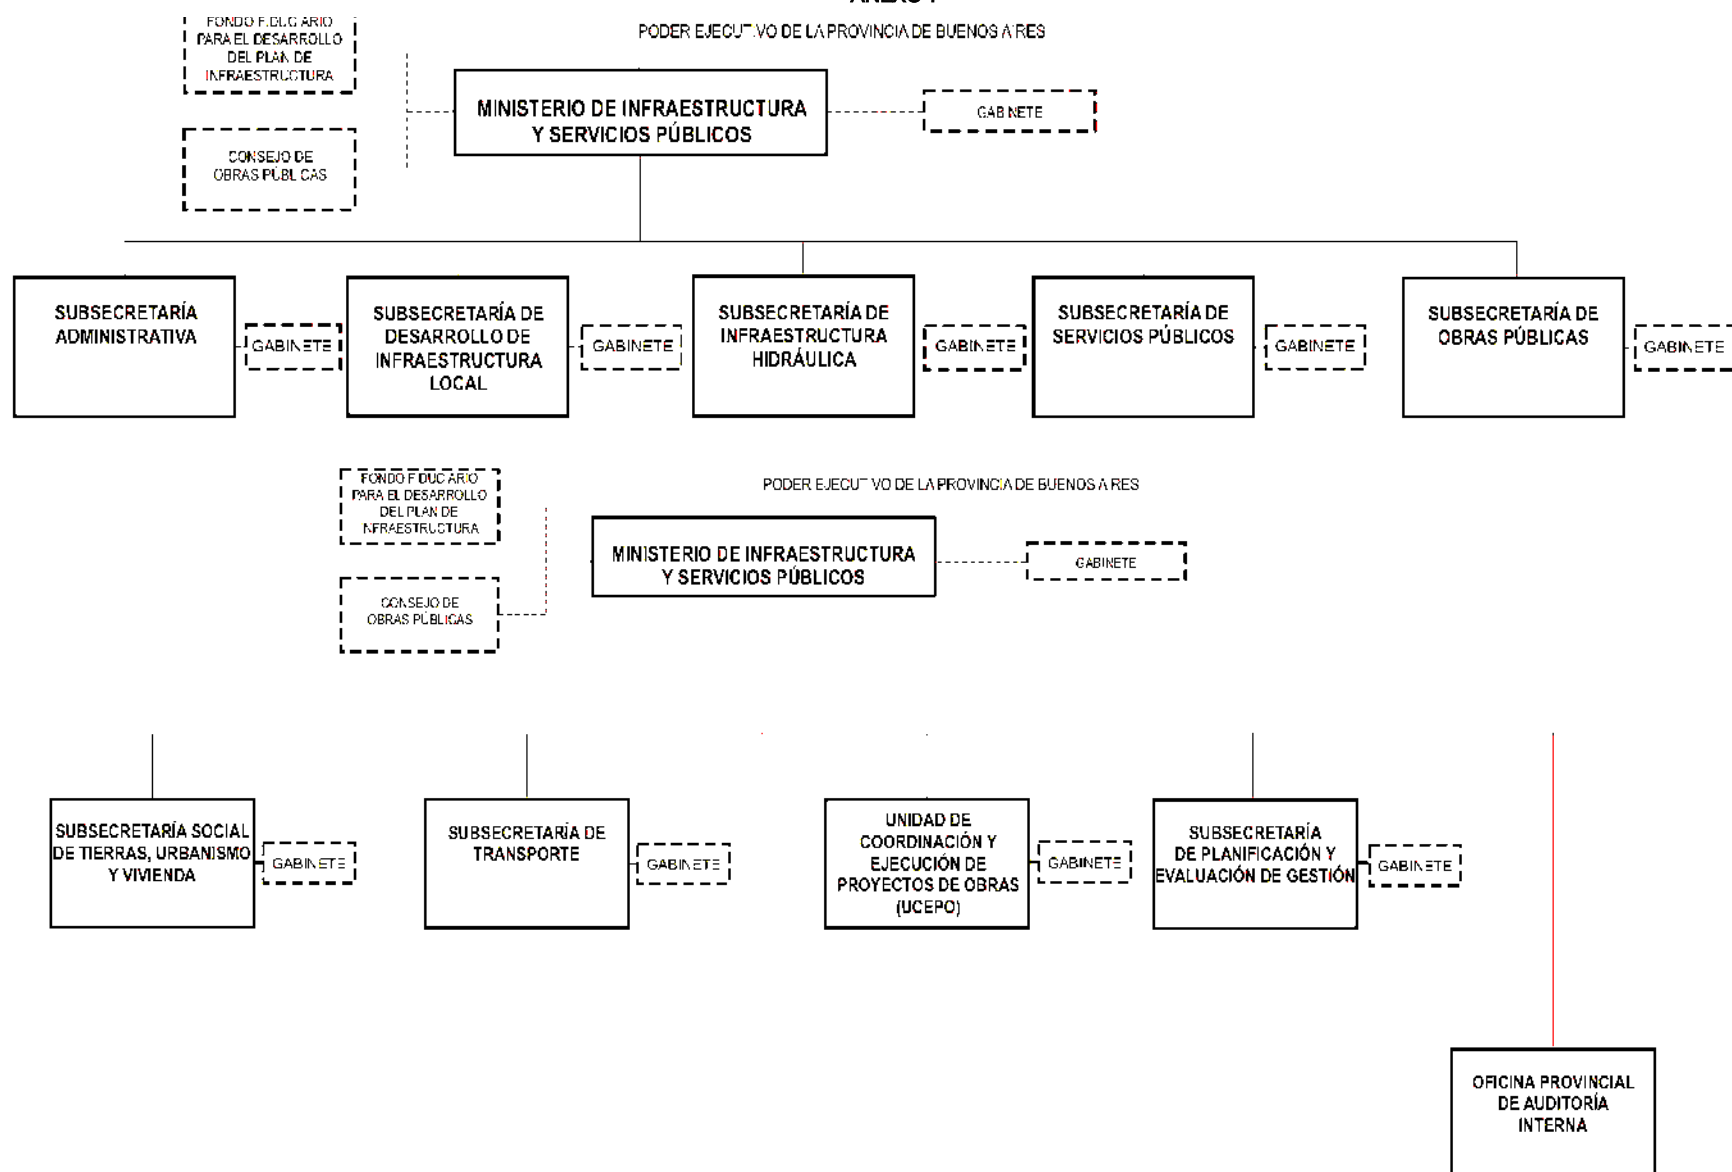 FONDO FIDUCIARIO
PARA EL DESARROLLO
DEL PLAN DE
INFRAESTRUCTURA
PODER EJECUTIVO DE LA PROVINCIA DE BUENOS AIRES
MINISTERIO DE INFRAESTRUCTURA
Y SERVICIOS PÚBLICOS
GABINETE
CONSEJO DE
OBRAS PÚBLICAS
SUBSECRETARÍA
ADMINISTRATIVA
GABINETE
SUBSECRETARÍA DE
DESARROLLO DE
INFRAESTRUCTURA
LOCAL
GABINETE
SUBSECRETARÍA DE
INFRAESTRUCTURA
HIDRÁULICA
GABINETE
SUBSECRETARÍA DE
SERVICIOS PÚBLICOS
GABINETE
SUBSECRETARÍA DE
OBRAS PÚBLICAS
GABINETE
FONDO FIDUCIARIO
PARA EL DESARROLLO
DEL PLAN DE
INFRAESTRUCTURA
PODER EJECUTIVO DE LA PROVINCIA DE BUENOS AIRES
MINISTERIO DE INFRAESTRUCTURA
Y SERVICIOS PÚBLICOS
GABINETE
CONSEJO DE
OBRAS PÚBLICAS
SUBSECRETARÍA SOCIAL
DE TIERRAS, URBANISMO
Y VIVIENDA
GABINETE
SUBSECRETARÍA DE
TRANSPORTE
GABINETE
UNIDAD DE
COORDINACIÓN Y
EJECUCIÓN DE
PROYECTOS DE OBRAS
(UCEPO)
GABINETE
SUBSECRETARÍA
DE PLANIFICACIÓN Y
EVALUACIÓN DE GESTIÓN
GABINETE
OFICINA PROVINCIAL
DE AUDITORÍA
INTERNA